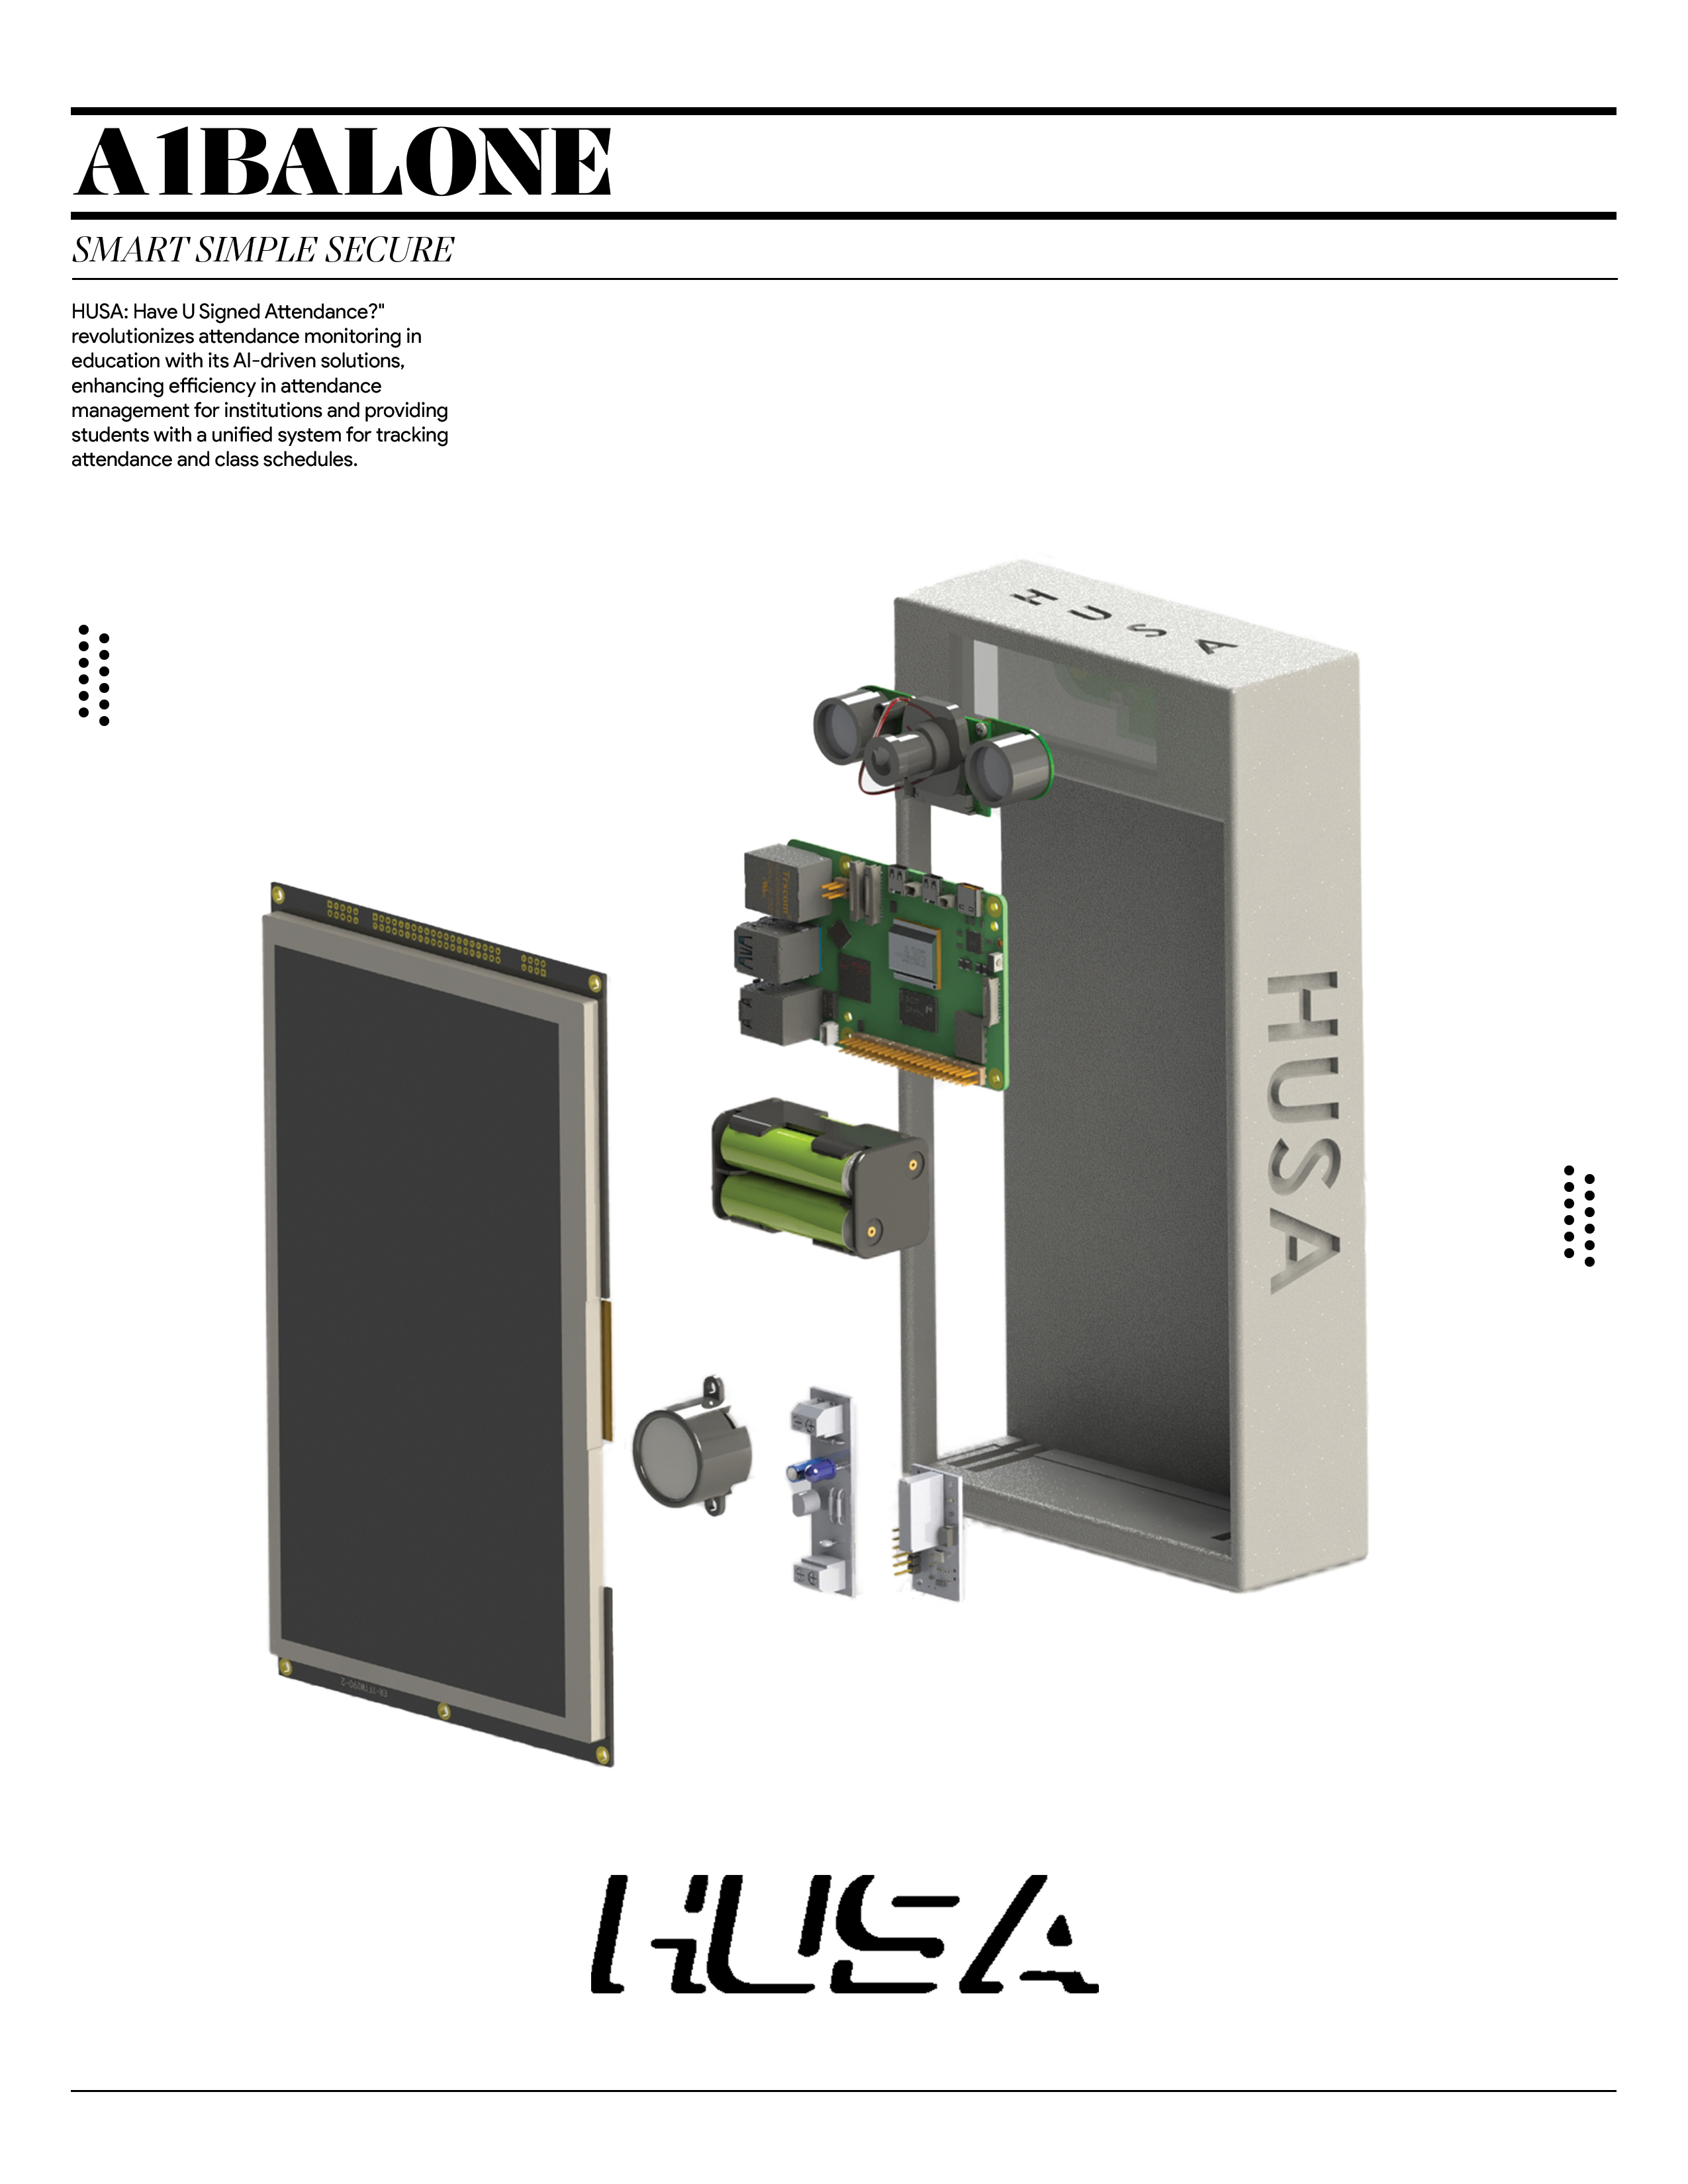 A1BALONE
SMART SIMPLE SECURE
HUSA: Have U Signed Attendance?"
revolutionizes attendance monitoring in
education with its AI-driven solutions,
enhancing efficiency in attendance
management for institutions and providing
students with a unified system for tracking
attendance and class schedules.
HUSA
HUSA
HUSA